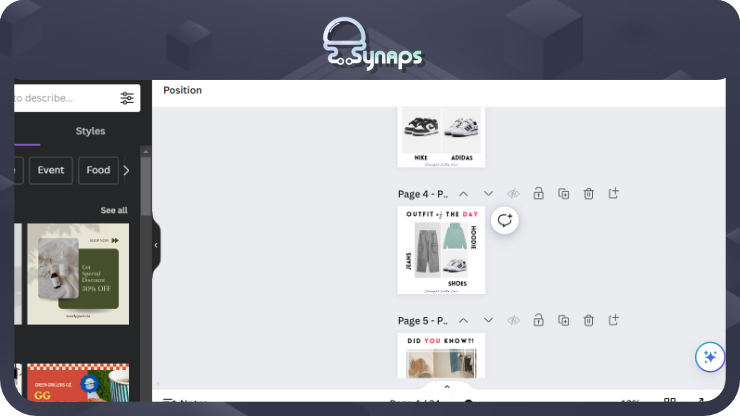 Synaps
to describe...
Position
Styles
Event
Food
See all
SHOP NOW
Get
Special
Discount
50% OFF
GREEN GRILLERS CO.
GG
NIKE
ADIDAS
Page 4 - P..
OUTFIT of THE DAY
JEANS
HOODIE
SHOES
Page 5 - P..
DID YOU KNOW?!